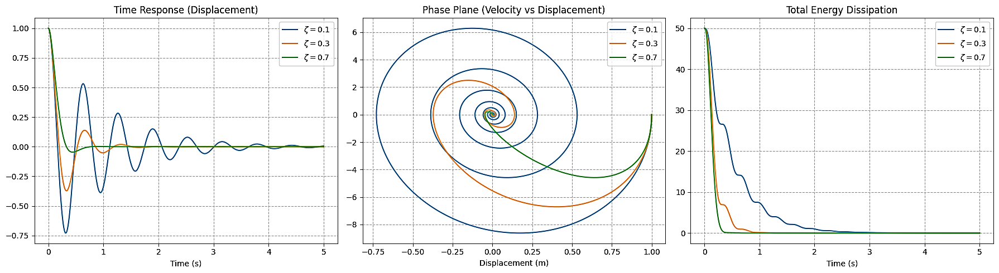 Time Response (Displacement)
1.00
0.75
0.50
0.25
0.00
−0.25
−0.50
−0.75
ζ = 0.1
ζ = 0.3
ζ = 0.7
0 1 2 3 4 5
Time (s)
Phase Plane (Velocity vs Displacement)
6
4
2
0
−2
−4
−6
−8
ζ = 0.1
ζ = 0.3
ζ = 0.7
−0.75 −0.50 −0.25 0.00 0.25 0.50 0.75 1.00
Displacement (m)
Total Energy Dissipation
50
40
30
20
10
0
ζ = 0.1
ζ = 0.3
ζ = 0.7
0 1 2 3 4 5
Time (s)